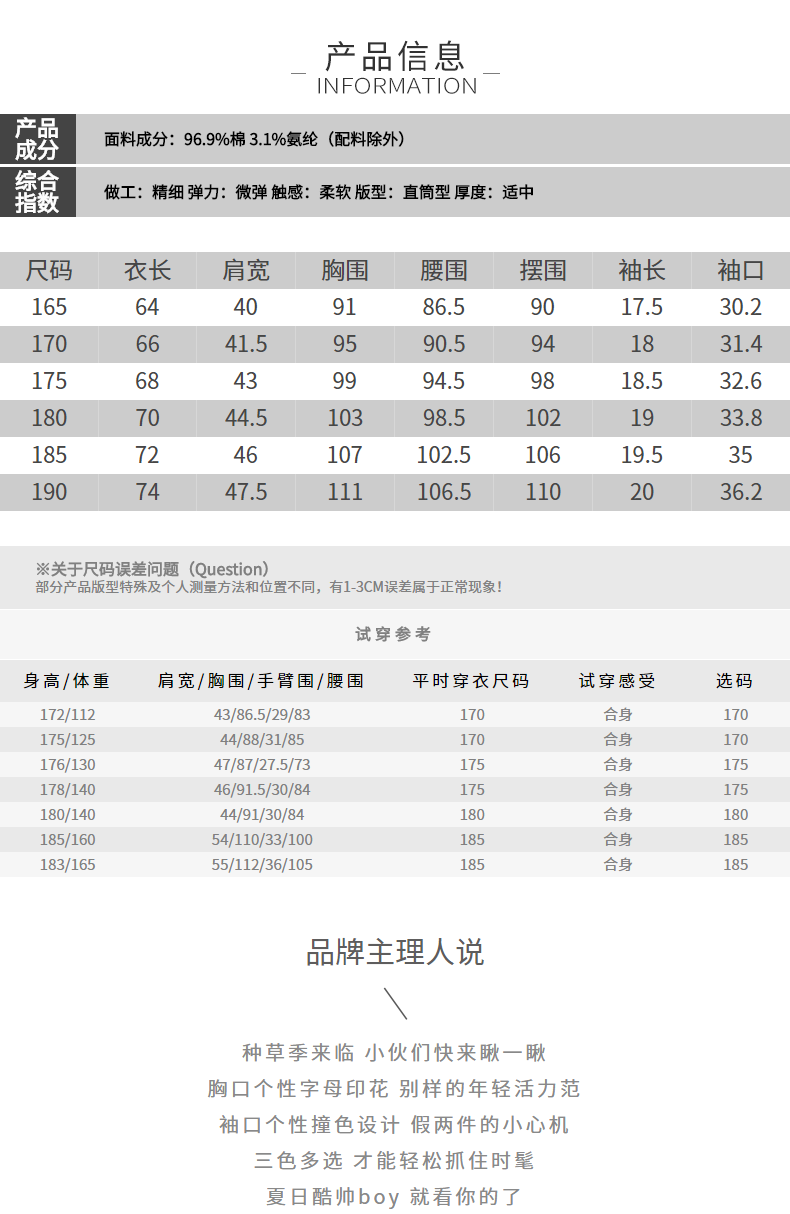 产品信息
INFORMATION
产品成分
面料成分：96.9%棉 3.1%氨纶（配料除外）
综合指数
做工：精细 弹力：微弹 触感：柔软 版型：直筒型 厚度：适中
尺码 衣长 肩宽 胸围 腰围 摆围 袖长 袖口
165 64 40 91 86.5 90 17.5 30.2
170 66 41.5 95 90.5 94 18 31.4
175 68 43 99 94.5 98 18.5 32.6
180 70 44.5 103 98.5 102 19 33.8
185 72 46 107 102.5 106 19.5 35
190 74 47.5 111 106.5 110 20 36.2
※关于尺码误差问题（Question）
部分产品版型特殊及个人测量方法和位置不同，有1-3CM误差属于正常现象！
试穿参考
身高/体重 肩宽/胸围/手臂围/腰围 平时穿衣尺码 试穿感受 选码
172/112 43/86.5/29/83 170 合身 170
175/125 44/88/31/85 170 合身 170
176/130 47/87/27.5/73 175 合身 175
178/140 46/91.5/30/84 175 合身 175
180/140 44/91/30/84 180 合身 180
185/160 54/110/33/100 185 合身 185
183/165 55/112/36/105 185 合身 185
品牌主理人说
种草季来临 小伙们快来瞅一瞅
胸口个性字母印花 别样的年轻活力范
袖口个性撞色设计 假两件的小心机
三色多选 才能轻松抓住时髦
夏日酷帅boy 就看你的了